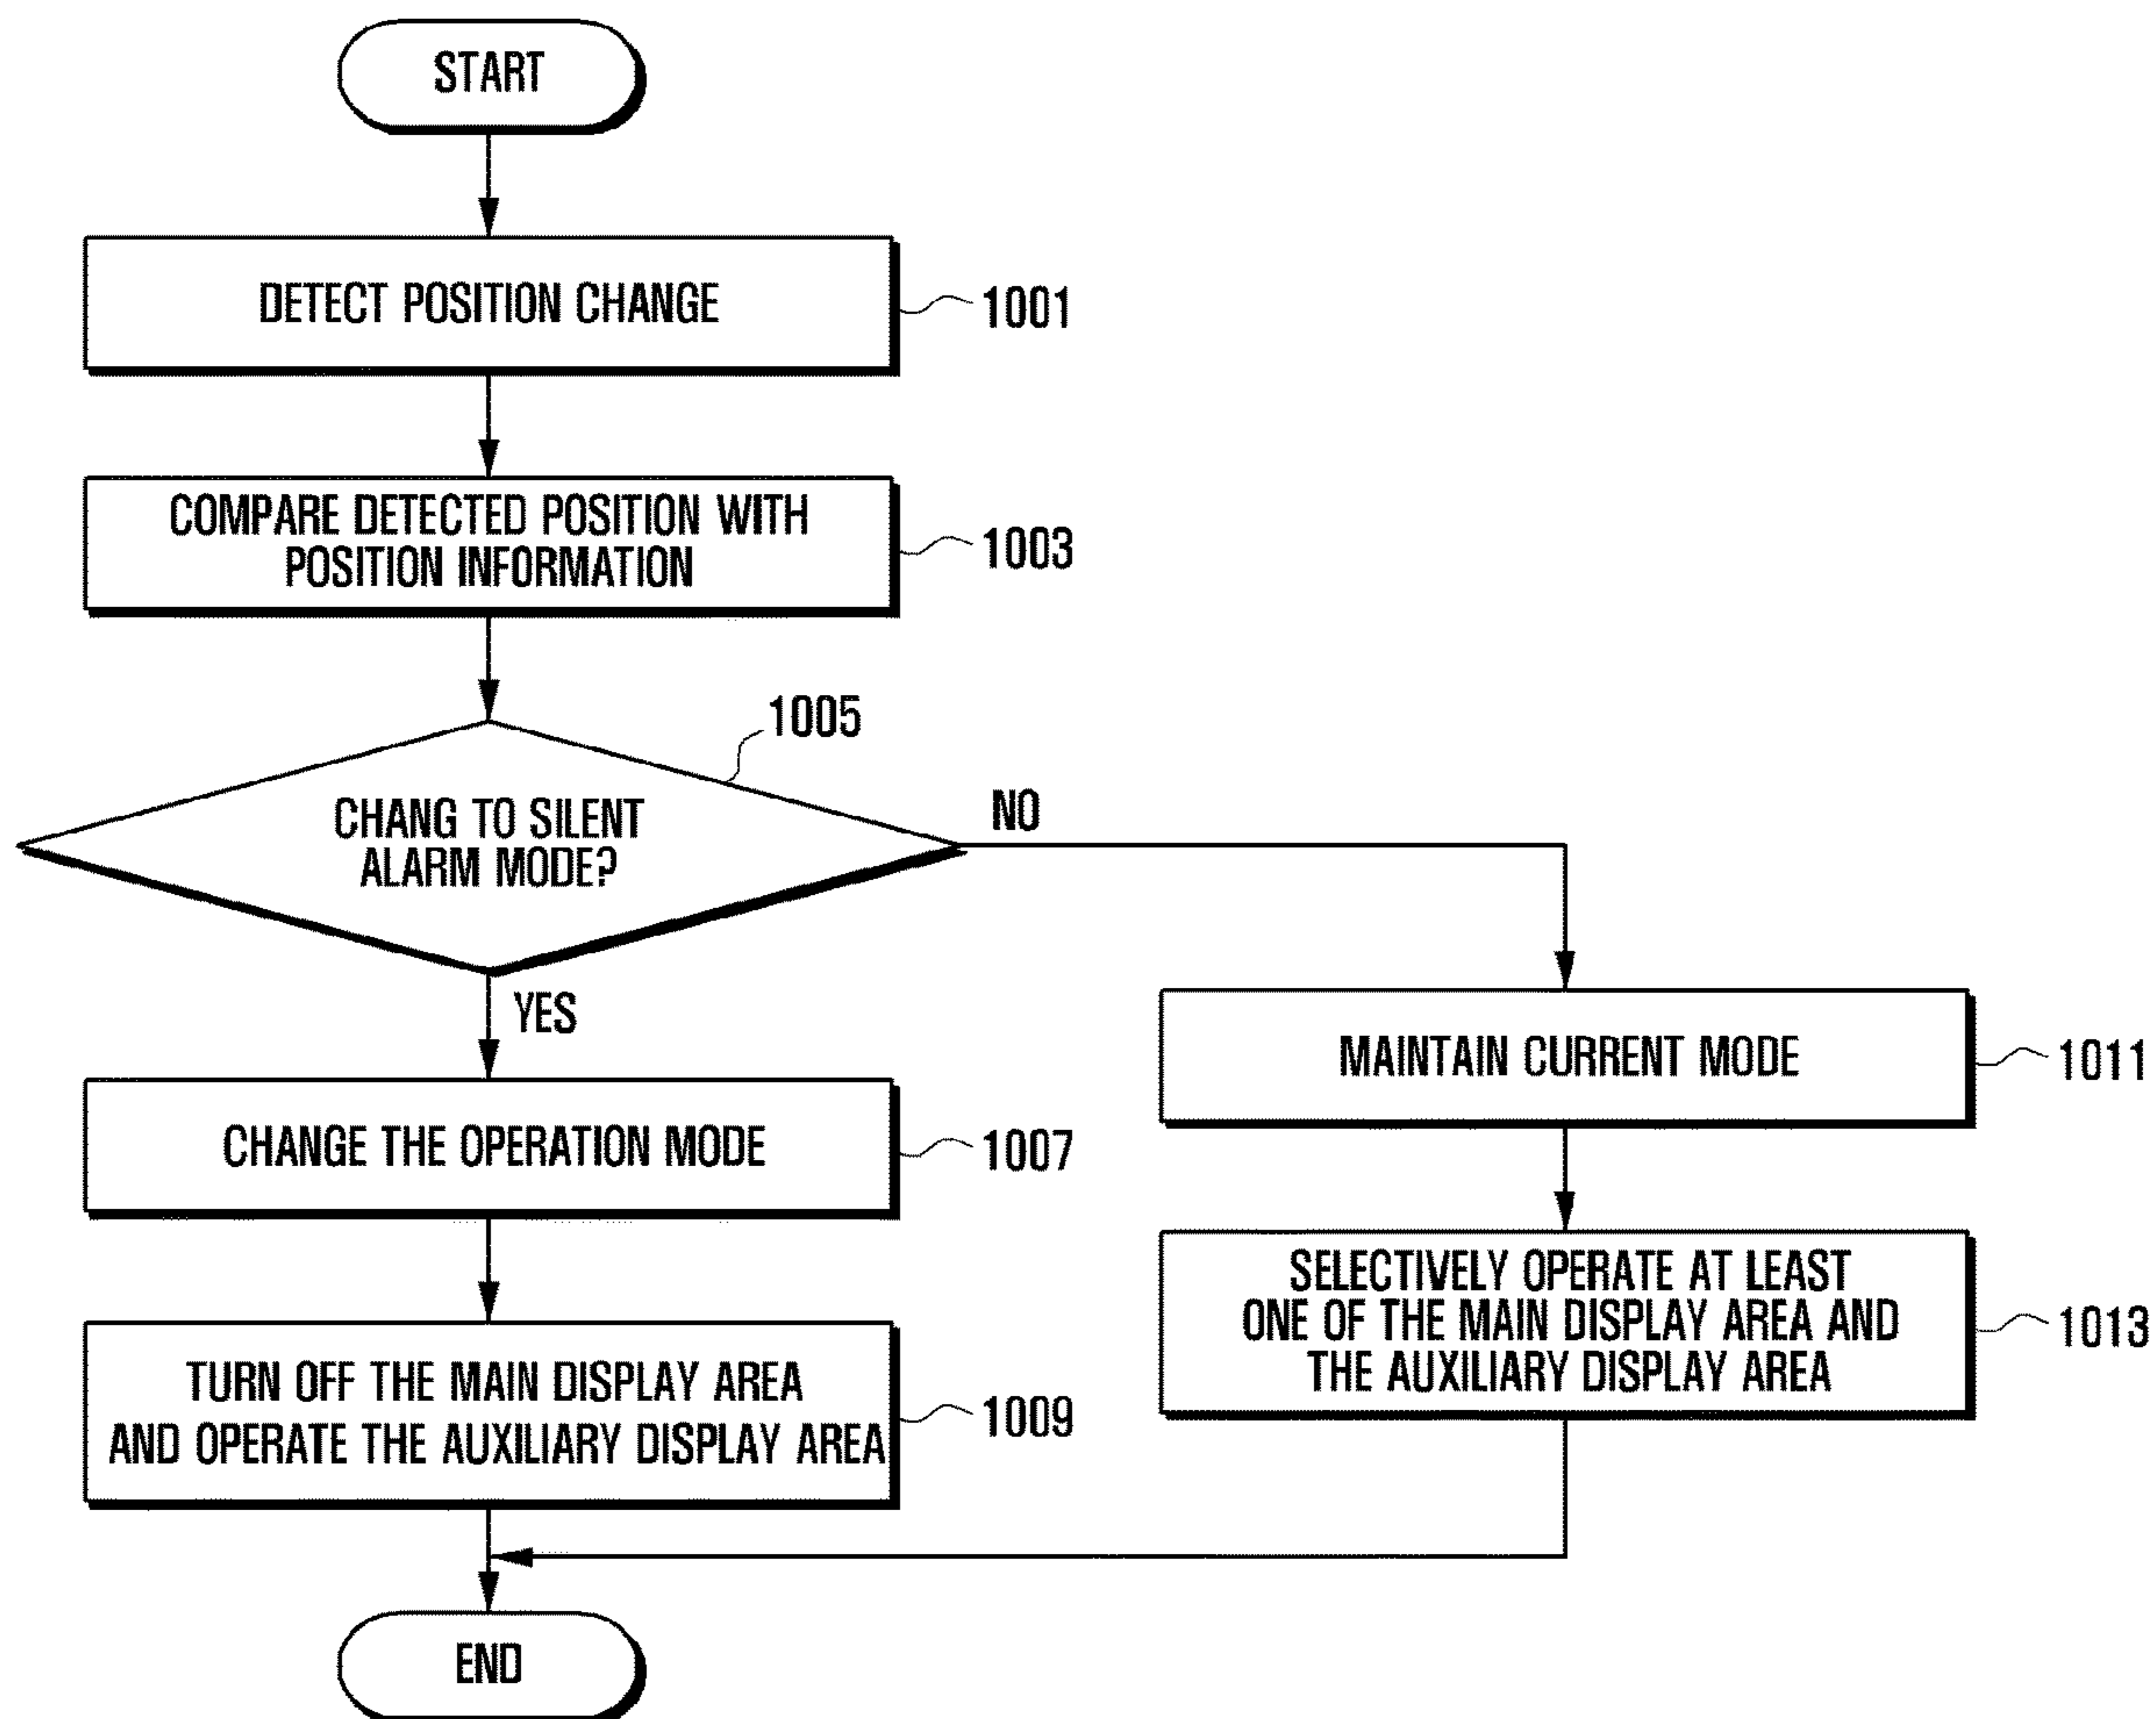 START
DETECT POSITION CHANGE
1001
COMPARE DETECTED POSITION WITH
POSITION INFORMATION
1003
1005
CHANG TO SILENT
ALARM MODE?
NO
YES
CHANGE THE OPERATION MODE
1007
TURN OFF THE MAIN DISPLAY AREA
AND OPERATE THE AUXILIARY DISPLAY AREA
1009
MAINTAIN CURRENT MODE
1011
SELECTIVELY OPERATE AT LEAST
ONE OF THE MAIN DISPLAY AREA AND
THE AUXILIARY DISPLAY AREA
1013
END